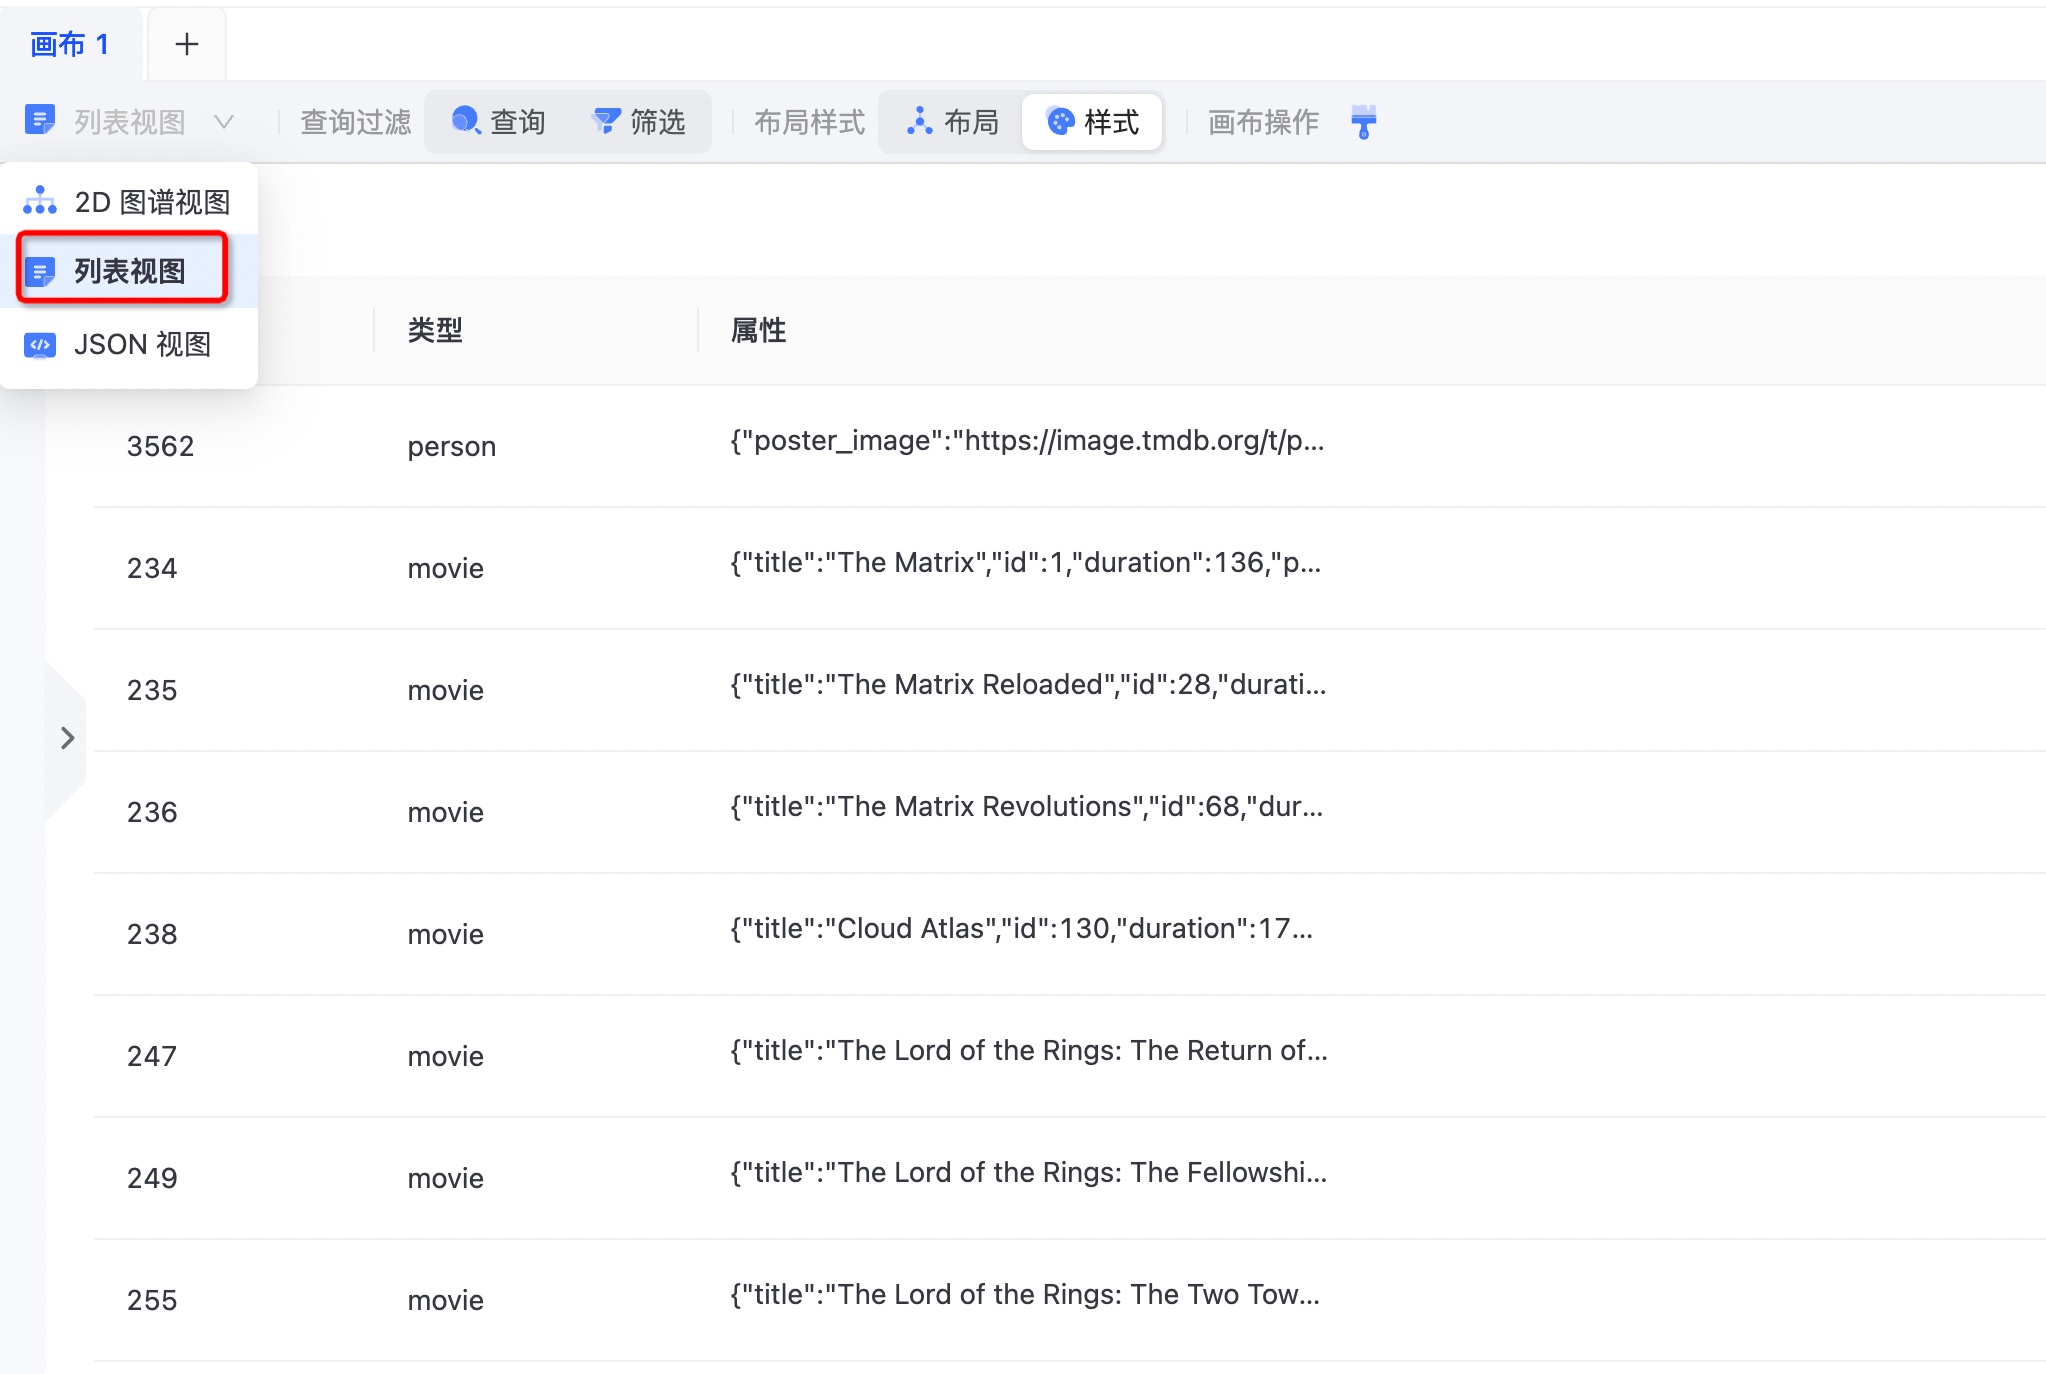 画布 1
列表视图 查询过滤 查询 筛选 布局样式 布局 样式 画布操作
2D 图谱视图
列表视图
JSON 视图
类型 属性
3562 person {"poster_image":"https://image.tmdb.org/t/p...
234 movie {"title":"The Matrix","id":1,"duration":136,"p...
235 movie {"title":"The Matrix Reloaded","id":28,"durati...
236 movie {"title":"The Matrix Revolutions","id":68,"dur...
238 movie {"title":"Cloud Atlas","id":130,"duration":17...
247 movie {"title":"The Lord of the Rings: The Return of...
249 movie {"title":"The Lord of the Rings: The Fellowshi...
255 movie {"title":"The Lord of the Rings: The Two Tow...